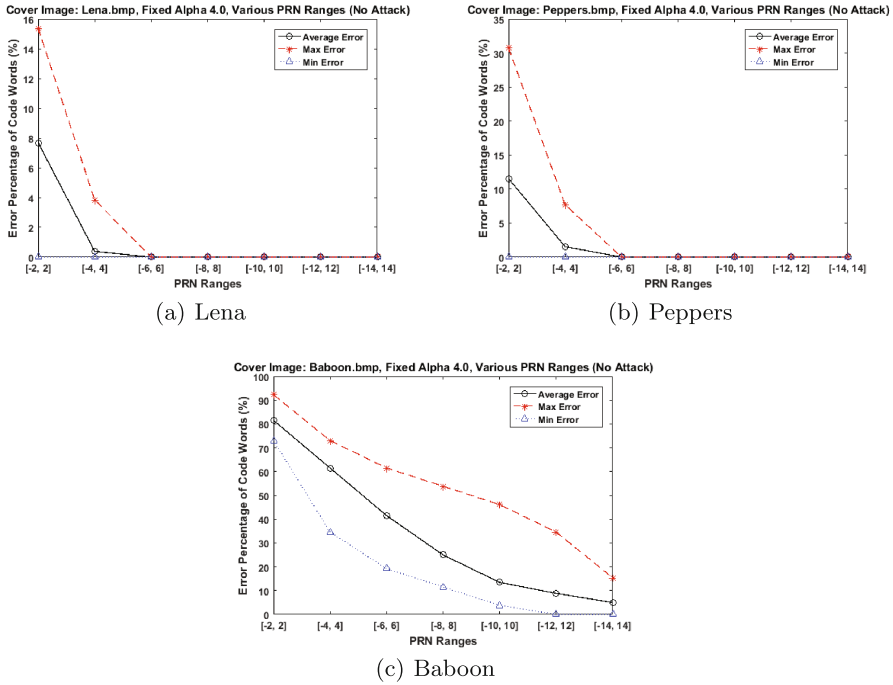 Cover Image: Lena.bmp, Fixed Alpha 4.0, Various PRN Ranges (No Attack)
Error Percentage of Code Words (%)
16
14
12
10
8
6
4
2
0
Average Error
Max Error
Min Error
[-2, 2] [-4, 4] [-6, 6] [-8, 8] [-10, 10] [-12, 12] [-14, 14]
PRN Ranges
(a) Lena
Cover Image: Peppers.bmp, Fixed Alpha 4.0, Various PRN Ranges (No Attack)
Error Percentage of Code Words (%)
35
30
25
20
15
10
5
0
Average Error
Max Error
Min Error
[-2, 2] [-4, 4] [-6, 6] [-8, 8] [-10, 10] [-12, 12] [-14, 14]
PRN Ranges
(b) Peppers
Cover Image: Baboon.bmp, Fixed Alpha 4.0, Various PRN Ranges (No Attack)
Error Percentage of Code Words (%)
100
90
80
70
60
50
40
30
20
10
0
Average Error
Max Error
Min Error
[-2, 2] [-4, 4] [-6, 6] [-8, 8] [-10, 10] [-12, 12] [-14, 14]
PRN Ranges
(c) Baboon